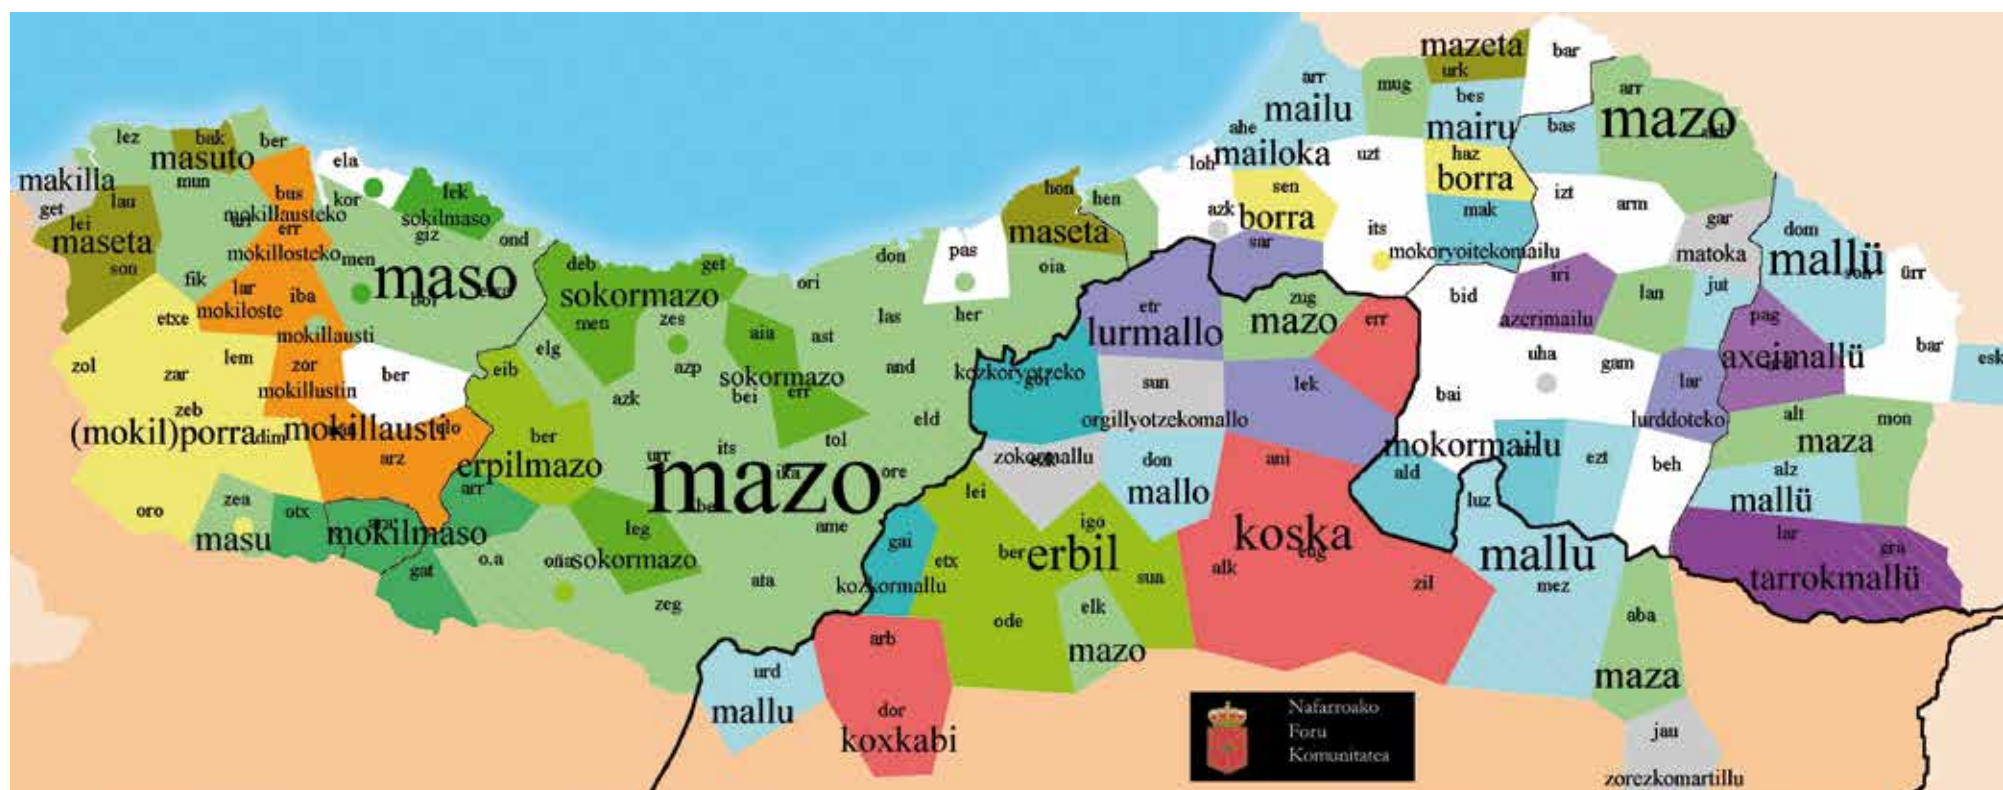 mazeta
bar
urk
arr
mug
arr
bes
mailu
mazo
lez
bak
ber
ahe
mairu
bas
masuto
ela
loh
mailoka
uzt
haz
makilla
mun
bus
kor
lek
hon
hen
sen
borra
izt
lau
get
mokillausteko
sokilmaso
azk
borra
mak
arm
gar
lei
err
giz
ond
maseta
sar
its
dom
maseta
mokillosteko
men
pas
don
mokoryoitekomailu
matoka
mallü
son
fik
maso
deb
get
oia
iri
ürr
lar
iba
sokormazo
ori
etr
zug
bid
lan
jut
etxe
mokiloste
men
zes
las
her
lurmallo
mazo
err
azerimailu
pag
mokillausti
aia
ast
zol
lem
elg
uha
axejmallü
bar
esk
zar
zor
ber
eib
azp
sokormazo
and
kozkoryotzeko
sun
lek
gam
lar
mokillustin
azk
bei
err
bai
zeb
eld
orgillyotzekomallo
lurddoteko
alt
mon
(mokil)porra
dim
mokillausti
ber
its
tol
mokormailu
maza
arz
erpilmazo
urr
mazo
ore
zokormallu
don
ani
ald
ezt
beh
alz
arr
lei
mallo
mallü
oro
zea
otx
leg
ame
igo
koska
luz
masu
mokilmaso
gai
ber
erbil
mallu
lar
gra
gat
o.a
oña
sokormazo
ata
kozkormallu
etx
sua
alk
zil
mez
tarrokmallü
zeg
ode
elk
aba
arb
mazo
urd
maza
mallu
dor
koxkabi
jau
zorezkomartillu
Nafarroako
Foru
Komunitatea